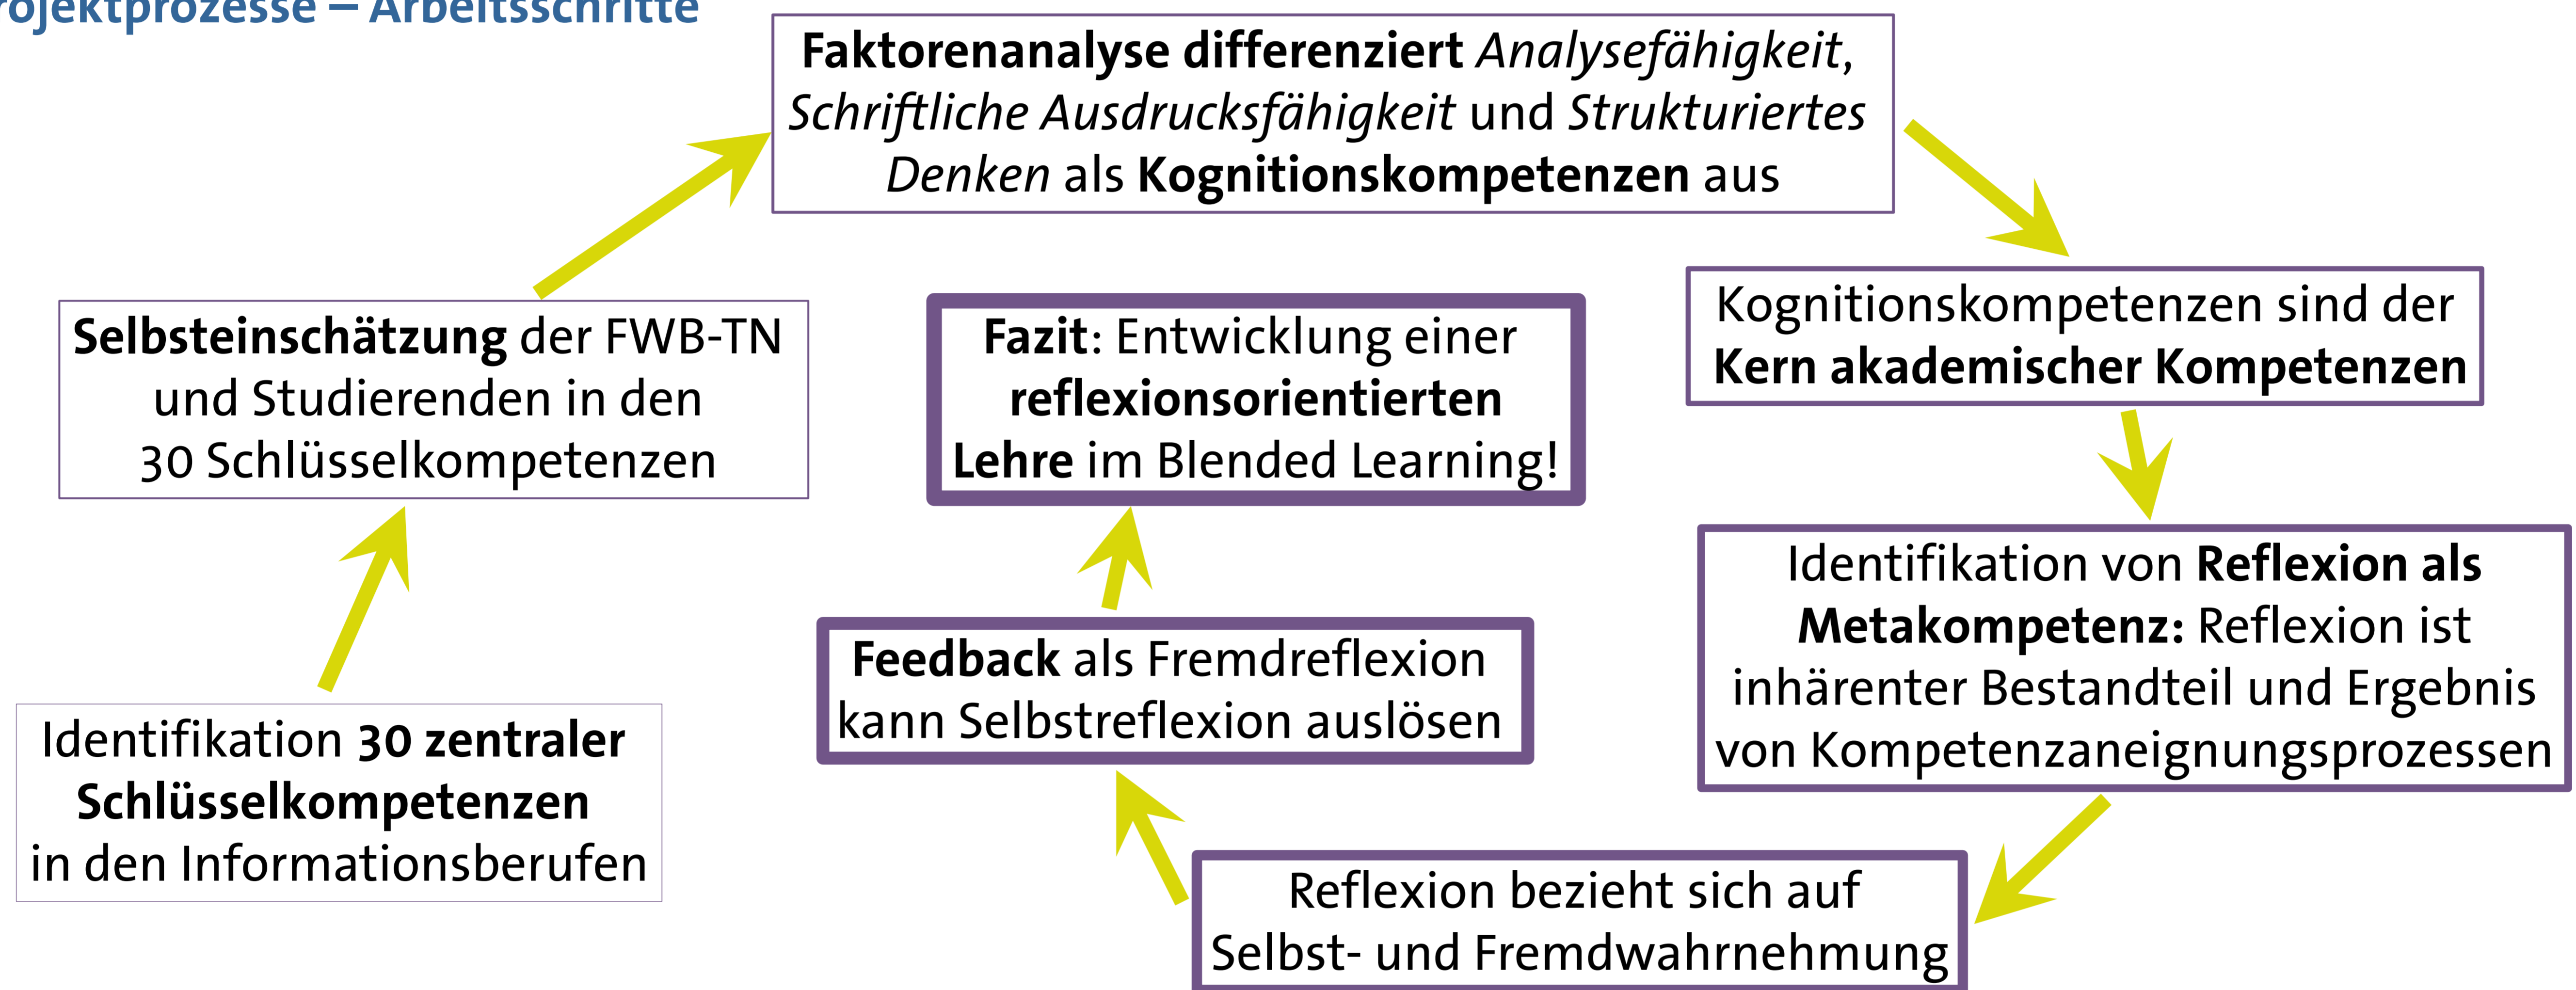 rojektprozesse – Arbeitsschritte
Faktorenanalyse differenziert Analysefähigkeit,
Schriftliche Ausdrucksfähigkeit und Strukturiertes
Denken als Kognitionskompetenzen aus
Selbsteinschätzung der FWB-TN
und Studierenden in den
30 Schlüsselkompetenzen
Fazit: Entwicklung einer
reflexionsorientierten
Lehre im Blended Learning!
Kognitionskompetenzen sind der
Kern akademischer Kompetenzen
Identifikation von Reflexion als
Metakompetenz: Reflexion ist
inhärenter Bestandteil und Ergebnis
von Kompetenzaneignungsprozessen
Feedback als Fremdreflexion
kann Selbstreflexion auslösen
Identifikation 30 zentraler
Schlüsselkompetenzen
in den Informationsberufen
Reflexion bezieht sich auf
Selbst- und Fremdwahrnehmung